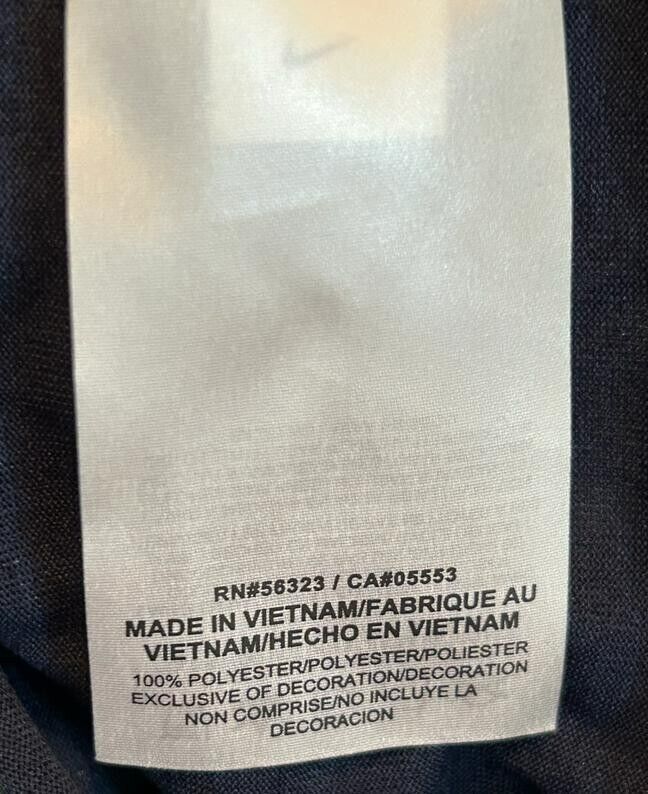 RN#56323 / CA#05553
MADE IN VIETNAM/FABRIQUE AU
VIETNAM/HECHO EN VIETNAM
100% POLYESTER/POLYESTER/POLIESTER
EXCLUSIVE OF DECORATION/DECORATION
NON COMPRISE/NO INCLUYE LA
DECORACION